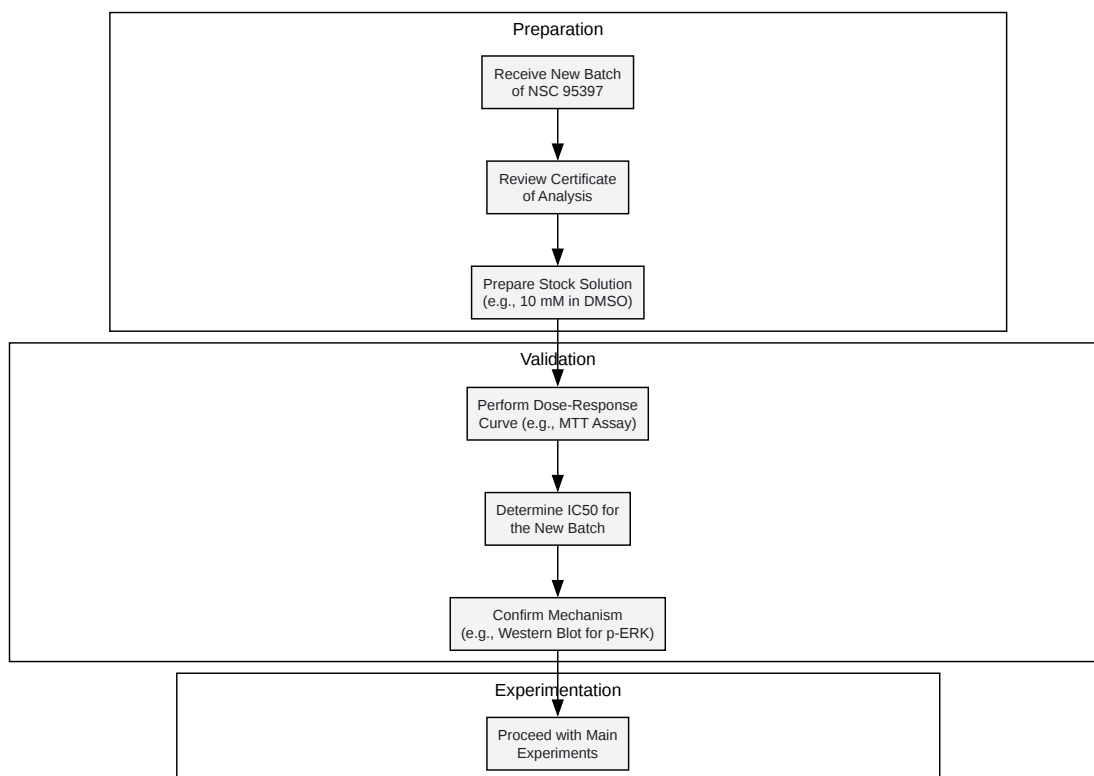 Preparation
Receive New Batch
of NSC 95397
Review Certificate
of Analysis
Prepare Stock Solution
(e.g., 10 mM in DMSO)
Validation
Perform Dose-Response
Curve (e.g., MTT Assay)
Determine IC50 for
the New Batch
Confirm Mechanism
(e.g., Western Blot for p-ERK)
Experimentation
Proceed with Main
Experiments